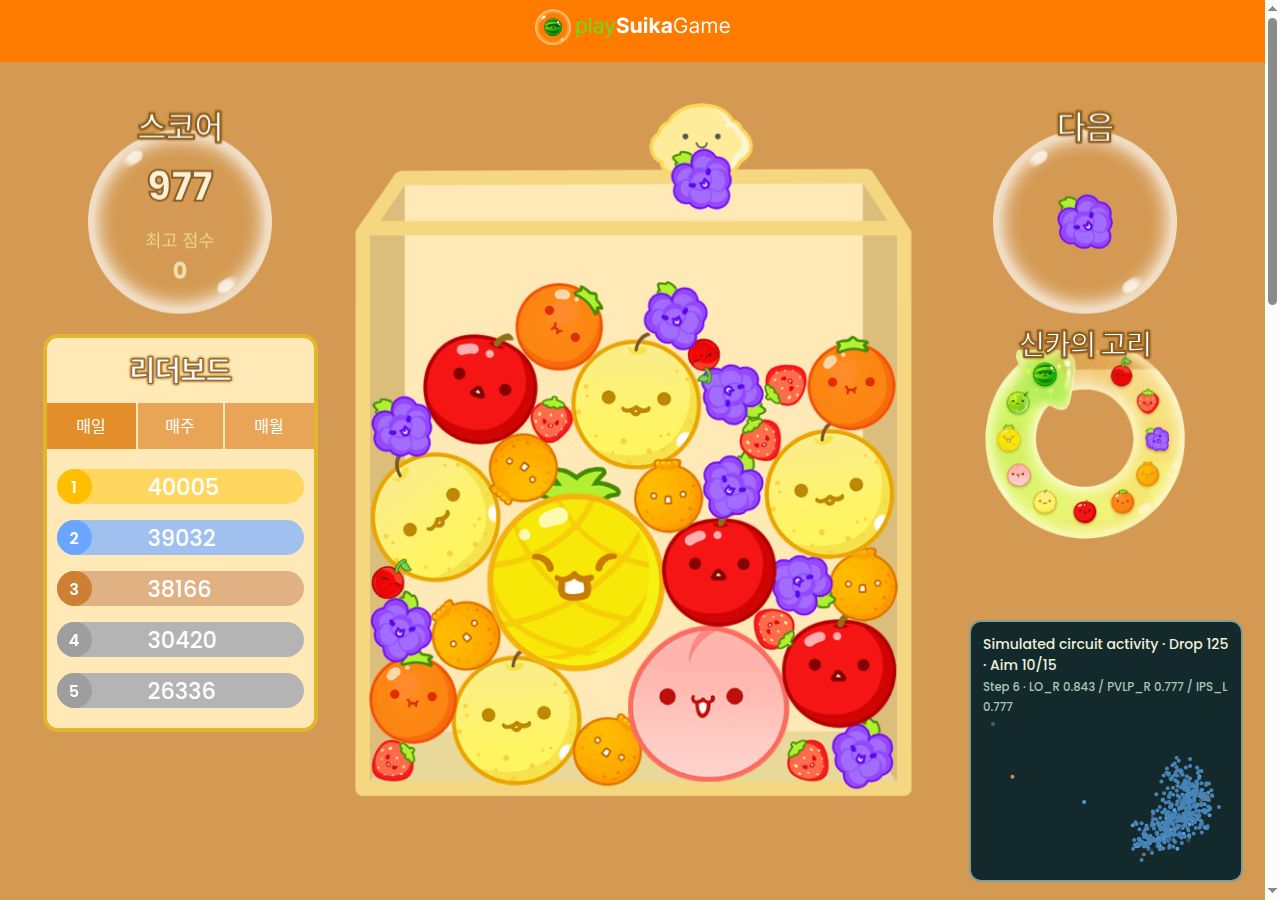 playSuikaGame
스코어
977
최고 점수
0
다음
리더보드
매일 매주 매월
1 40005
2 39032
3 38166
4 30420
5 26336
신카의 고리
Simulated circuit activity · Drop 125
· Aim 10/15
Step 6 · LO_R 0.843 / PVLP_R 0.777 / IPS_L
0.777